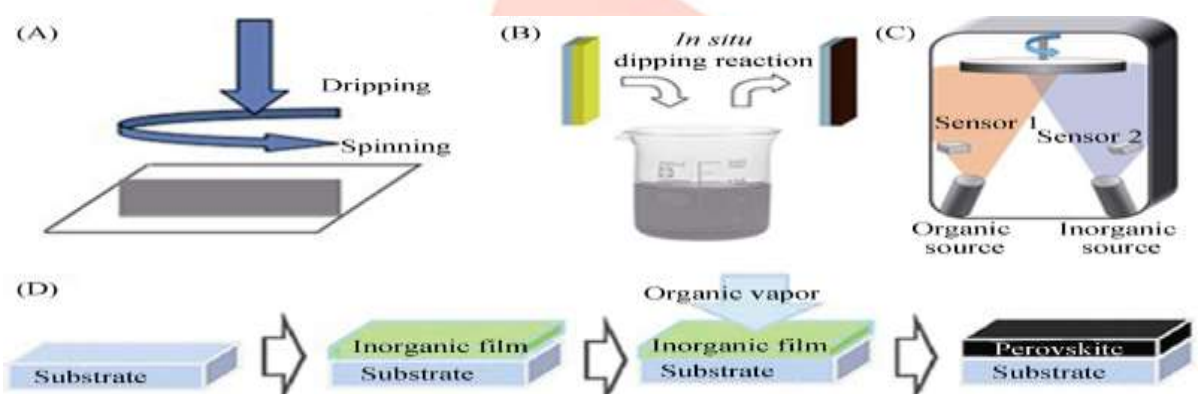 (A)
Dripping
Spinning
(B)
In situ
dipping reaction
(C)
Sensor 1
Sensor 2
Organic
source
Inorganic
source
(D)
Substrate
Inorganic film
Substrate
Organic vapor
Inorganic film
Substrate
Perovskite
Substrate